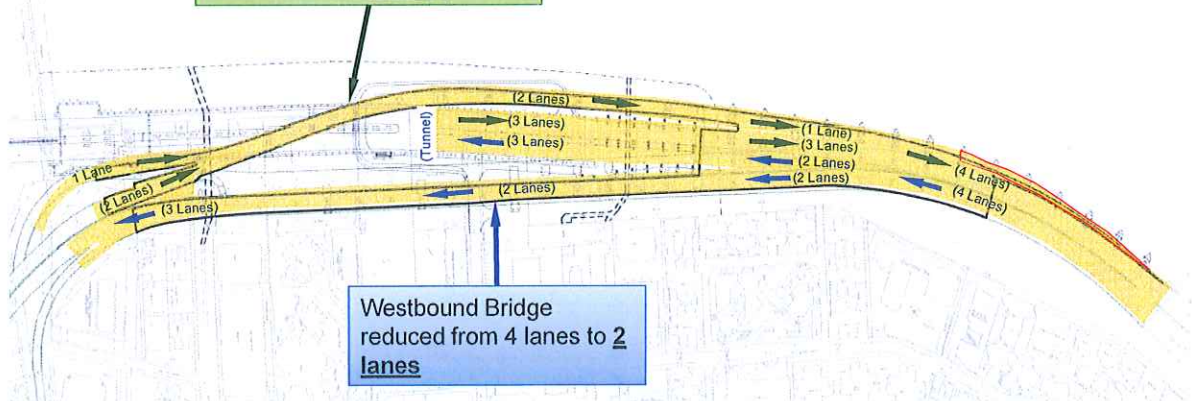 (2 Lanes)
(3 Lanes)
(3 Lanes)
(Tunnel)
(1 Lane)
(3 Lanes)
(2 Lanes)
(2 Lanes)
(4 Lanes)
(4 Lanes)
1 Lane
(2 Lanes)
(3 Lanes)
(2 Lanes)
Westbound Bridge
reduced from 4 lanes to 2
lanes